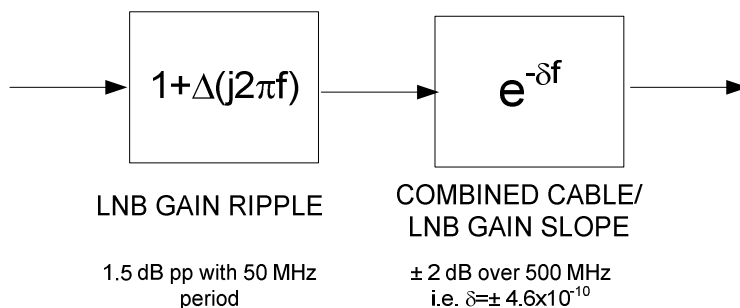 1+Δ(j2πf)
e⁻ᵟᶠ
LNB GAIN RIPPLE
COMBINED CABLE/
LNB GAIN SLOPE
1.5 dB pp with 50 MHz
period
± 2 dB over 500 MHz
i.e. δ=± 4.6x10⁻¹⁰